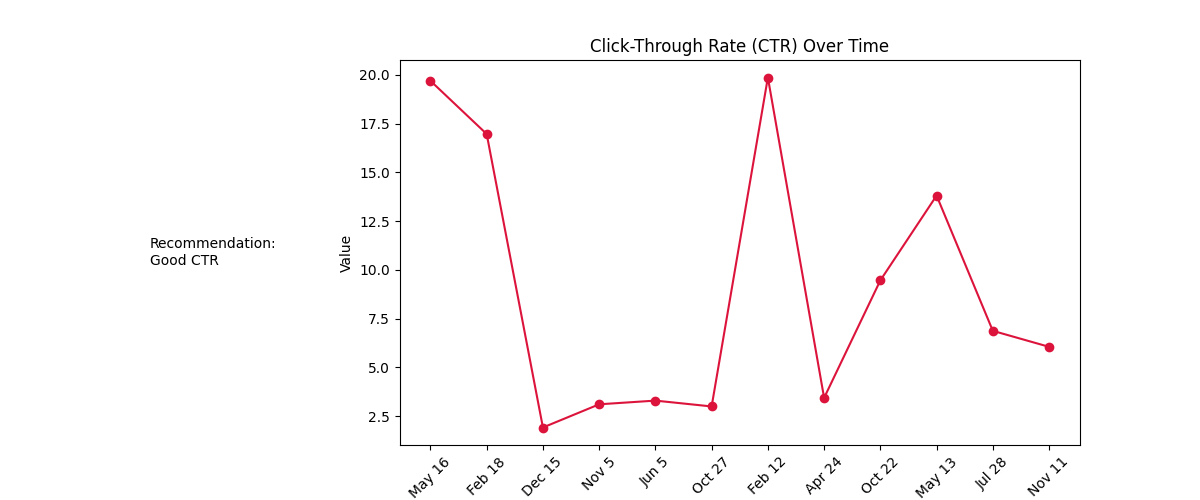 Click-Through Rate (CTR) Over Time
Recommendation:
Good CTR
Value
20.0
17.5
15.0
12.5
10.0
7.5
5.0
2.5
May 16
Feb 18
Dec 15
Nov 5
Jun 5
Oct 27
Feb 12
Apr 24
Oct 22
May 13
Jul 28
Nov 11